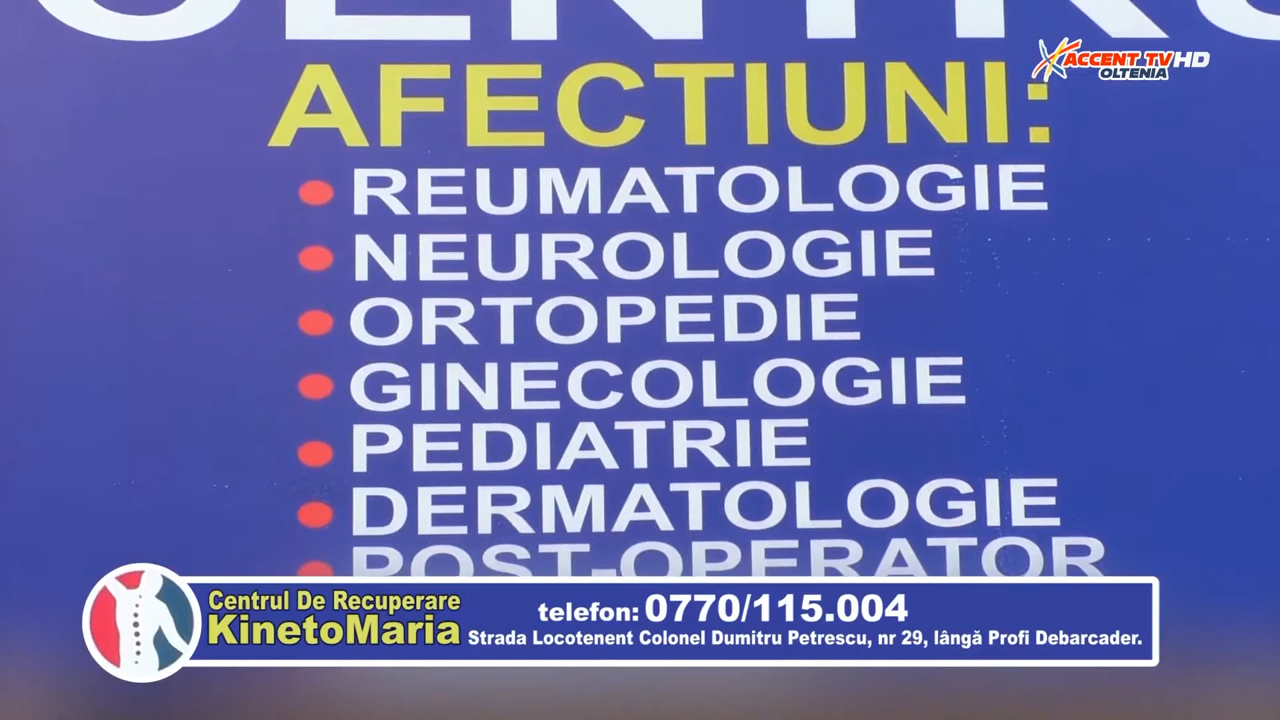 ACCENT TV HD
OLTENIA
AFECTIUNI:
REUMATOLOGIE
NEUROLOGIE
ORTOPEDIE
GINECOLOGIE
PEDIATRIE
DERMATOLOGIE
POST-OPERATOR
Centrul De Recuperare
KinetoMaria
telefon: 0770/115.004
Strada Locotenent Colonel Dumitru Petrescu, nr 29, lângă Profi Debarcader.